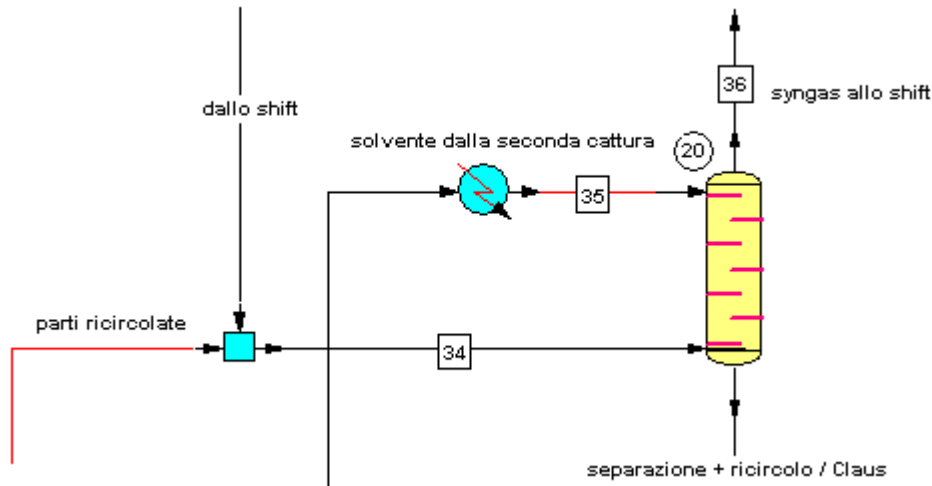 36
syngas allo shift
dallo shift
solvente dalla seconda cattura
20
35
parti ricircolate
34
separazione + ricircolo / Claus